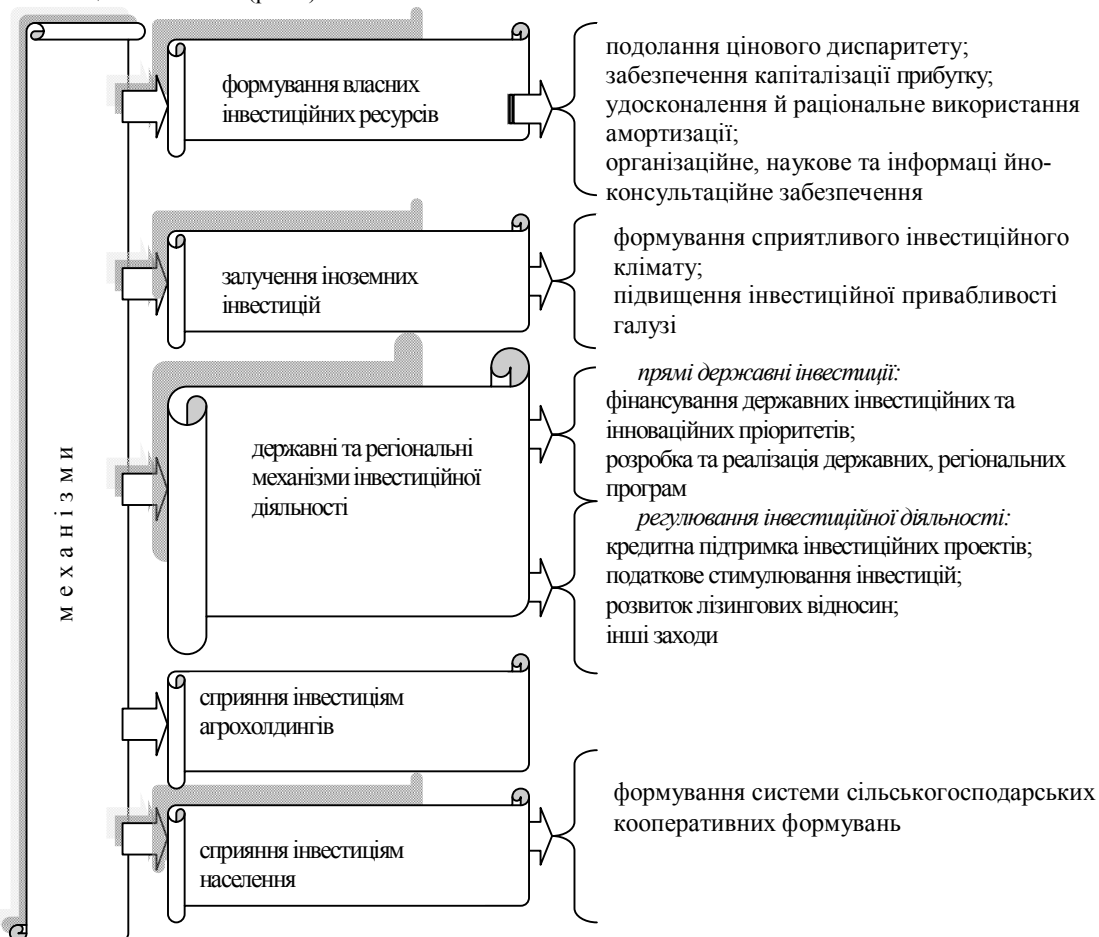 формування власних
інвестиційних ресурсів
подолання цінового диспаритету;
забезпечення капіталізації прибутку;
удосконалення й раціональне використання
амортизації;
організаційне, наукове та інформаці йно-
консультаційне забезпечення
залучення іноземних
інвестицій
формування сприятливого інвестиційного
клімату;
підвищення інвестиційної привабливості
галузі
механізми
державні та регіональні
механізми інвестиційної
діяльності
прямі державні інвестиції:
фінансування державних інвестиційних та
інноваційних пріоритетів;
розробка та реалізація державних, регіональних
програм
регулювання інвестиційної діяльності:
кредитна підтримка інвестиційних проектів;
податкове стимулювання інвестицій;
розвиток лізингових відносин;
інші заходи
сприяння інвестиціям
агрохолдингів
сприяння інвестиціям
населення
формування системи сільськогосподарських
кооперативних формувань